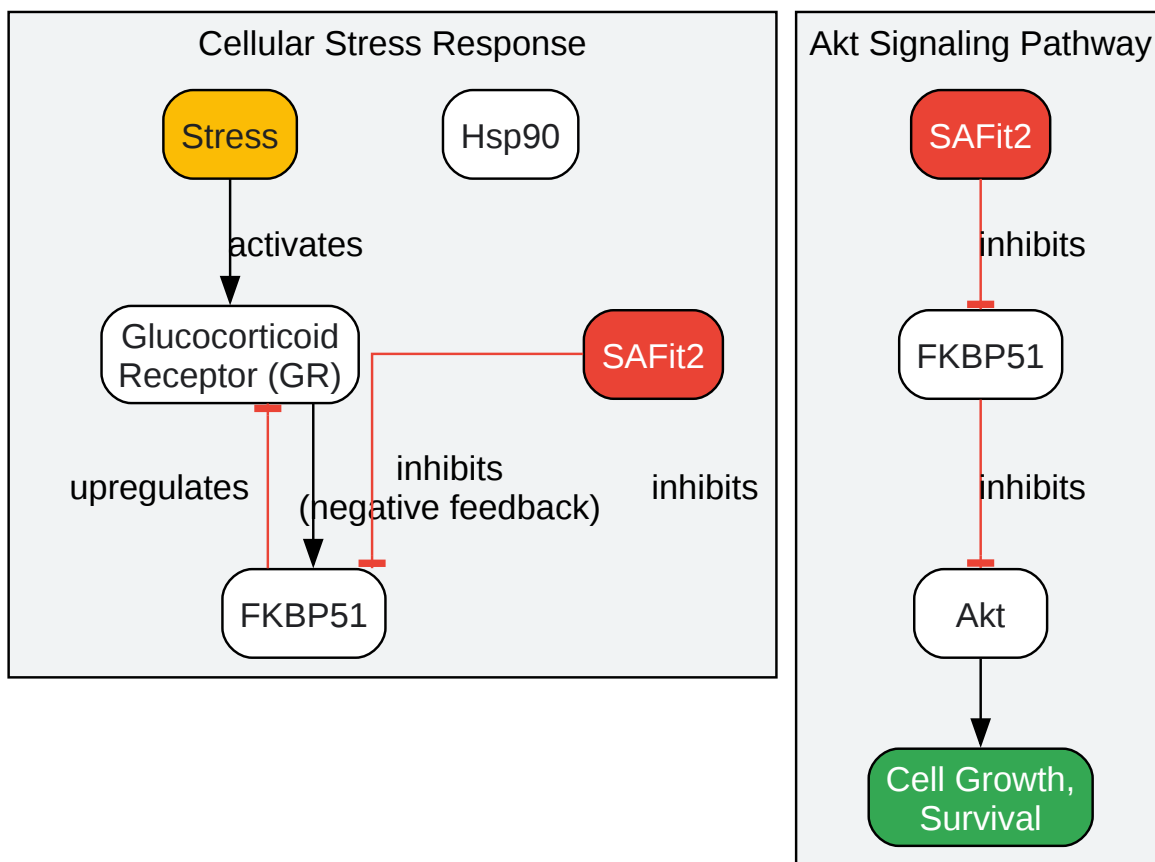 Cellular Stress Response
Stress
Hsp90
activates
Glucocorticoid
Receptor (GR)
SAFit2
upregulates
inhibits
(negative feedback)
inhibits
FKBP51
Akt Signaling Pathway
SAFit2
inhibits
FKBP51
inhibits
Akt
Cell Growth,
Survival